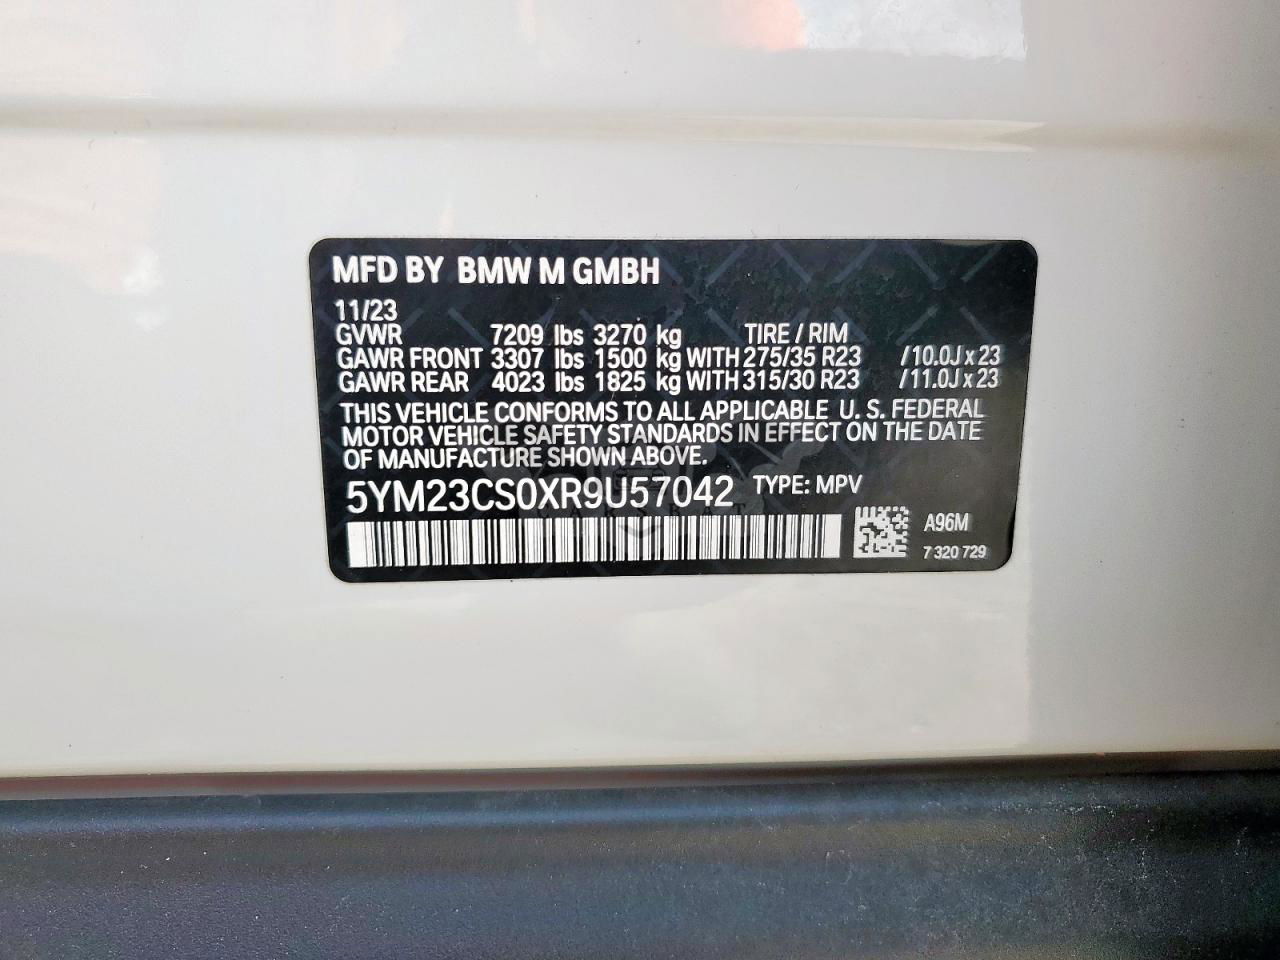 MFD BY BMW M GMBH
11/23
GVWR 7209 lbs 3270 kg TIRE / RIM
GAWR FRONT 3307 lbs 1500 kg WITH 275/35 R23 /10.0J x 23
GAWR REAR 4023 lbs 1825 kg WITH 315/30 R23 /11.0J x 23
THIS VEHICLE CONFORMS TO ALL APPLICABLE U. S. FEDERAL
MOTOR VEHICLE SAFETY STANDARDS IN EFFECT ON THE DATE
OF MANUFACTURE SHOWN ABOVE.
5YM23CS0XR9U57042 TYPE: MPV
A96M
7 320 729